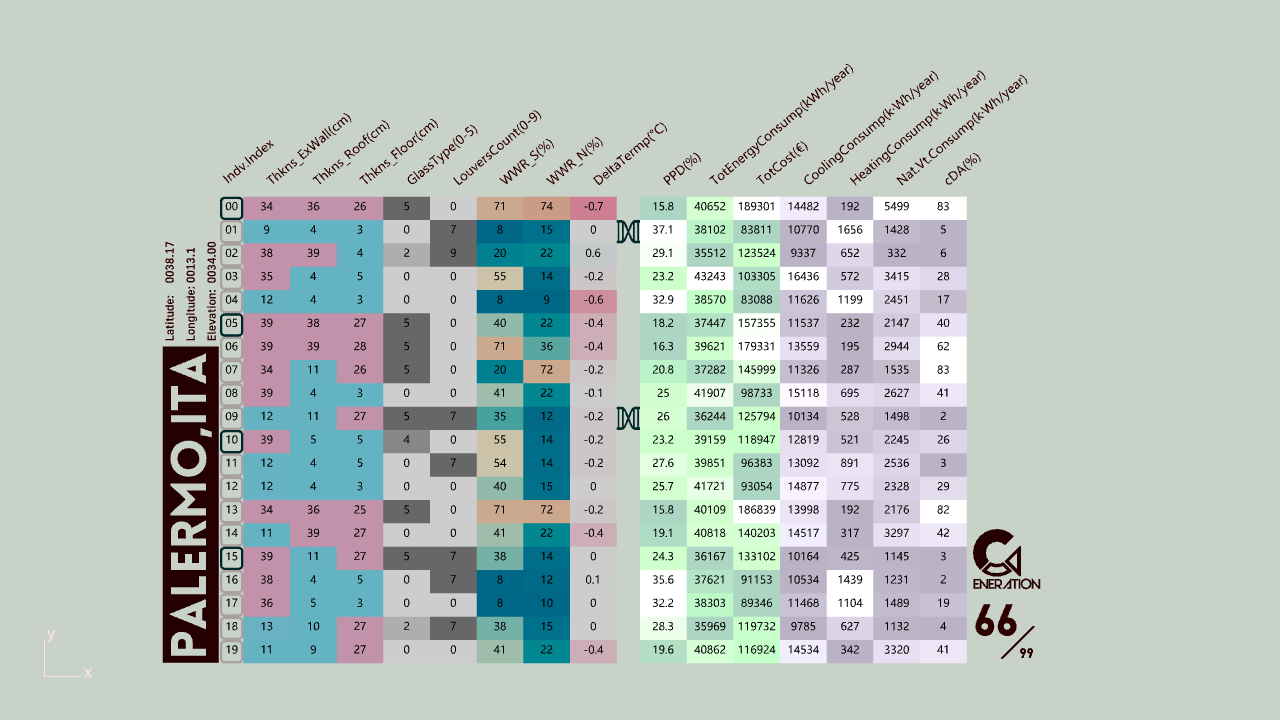 Indv.Index Thkns_ExWall(cm) Thkns_Roof(cm) Thkns_Floor(cm) GlassType(0-5) LouversCount(0-9) WWR_S(%) WWR_N(%) DeltaTermp(°C) PPD(%) TotEnergyConsump(kWh/year) TotCost(€) CoolingConsump(k·Wh/year) HeatingConsump(k·Wh/year) Nat.Vt.Consump(k·Wh/year) cDA(%)
00 34 36 26 5 0 71 74 -0.7 15.8 40652 189301 14482 192 5499 83
01 9 4 3 0 7 8 15 0 37.1 38102 83811 10770 1656 1428 5
02 38 39 4 2 9 20 22 0.6 29.1 35512 123524 9337 652 332 6
03 35 4 5 0 0 55 14 -0.2 23.2 43243 103305 16436 572 3415 28
04 12 4 3 0 0 8 9 -0.6 32.9 38570 83088 11626 1199 2451 17
05 39 38 27 5 0 40 22 -0.4 18.2 37447 157355 11537 232 2147 40
06 39 39 28 5 0 71 36 -0.4 16.3 39621 179331 13559 195 2944 62
07 34 11 26 5 0 20 72 -0.2 20.8 37282 145999 11326 287 1535 83
08 39 4 3 0 0 41 22 -0.1 25 41907 98733 15118 695 2627 41
09 12 11 27 5 7 35 12 -0.2 26 36244 125794 10134 528 1498 2
10 39 5 5 4 0 55 14 -0.2 23.2 39159 118947 12819 521 2245 26
11 12 4 5 0 7 54 14 -0.2 27.6 39851 96383 13092 891 2536 3
12 12 4 3 0 0 40 15 0 25.7 41721 93054 14877 775 2328 29
13 34 36 25 5 0 71 72 -0.2 15.8 40109 186839 13998 192 2176 82
14 11 39 27 0 0 41 22 -0.4 19.1 40818 140203 14517 317 3297 42
15 39 11 27 5 7 38 14 0 24.3 36167 133102 10164 425 1145 3
16 38 4 5 0 7 8 12 0.1 35.6 37621 91153 10534 1439 1231 2
17 36 5 3 0 0 8 10 0 32.2 38303 89346 11468 1104 1489 19
18 13 10 27 2 7 38 15 0 28.3 35969 119732 9785 627 1132 4
19 11 9 27 0 0 41 22 -0.4 19.6 40862 116924 14534 342 3320 41
Latitude: 0038.17
Longitude: 0013.1
Elevation: 0034.00
PALERMO,ITA
GENERATION
66/99
y
x